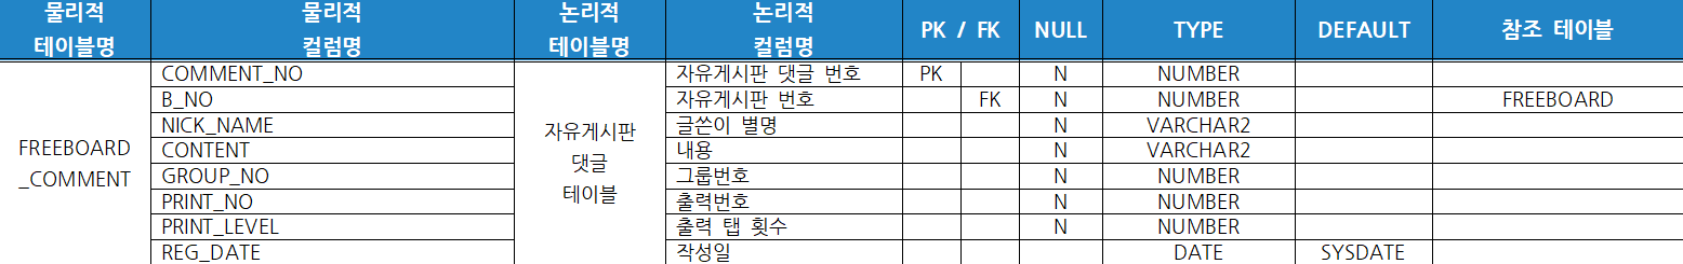 물리적 테이블명 물리적 컬럼명 논리적 테이블명 논리적 컬럼명 PK / FK NULL TYPE DEFAULT 참조 테이블
FREEBOARD _COMMENT 자유게시판 댓글 테이블
COMMENT_NO 자유게시판 댓글 번호 PK N NUMBER
B_NO 자유게시판 번호 FK N NUMBER FREEBOARD
NICK_NAME 글쓴이 별명 N VARCHAR2
CONTENT 내용 N VARCHAR2
GROUP_NO 그룹번호 N NUMBER
PRINT_NO 출력번호 N NUMBER
PRINT_LEVEL 출력 탭 횟수 N NUMBER
REG_DATE 작성일 DATE SYSDATE